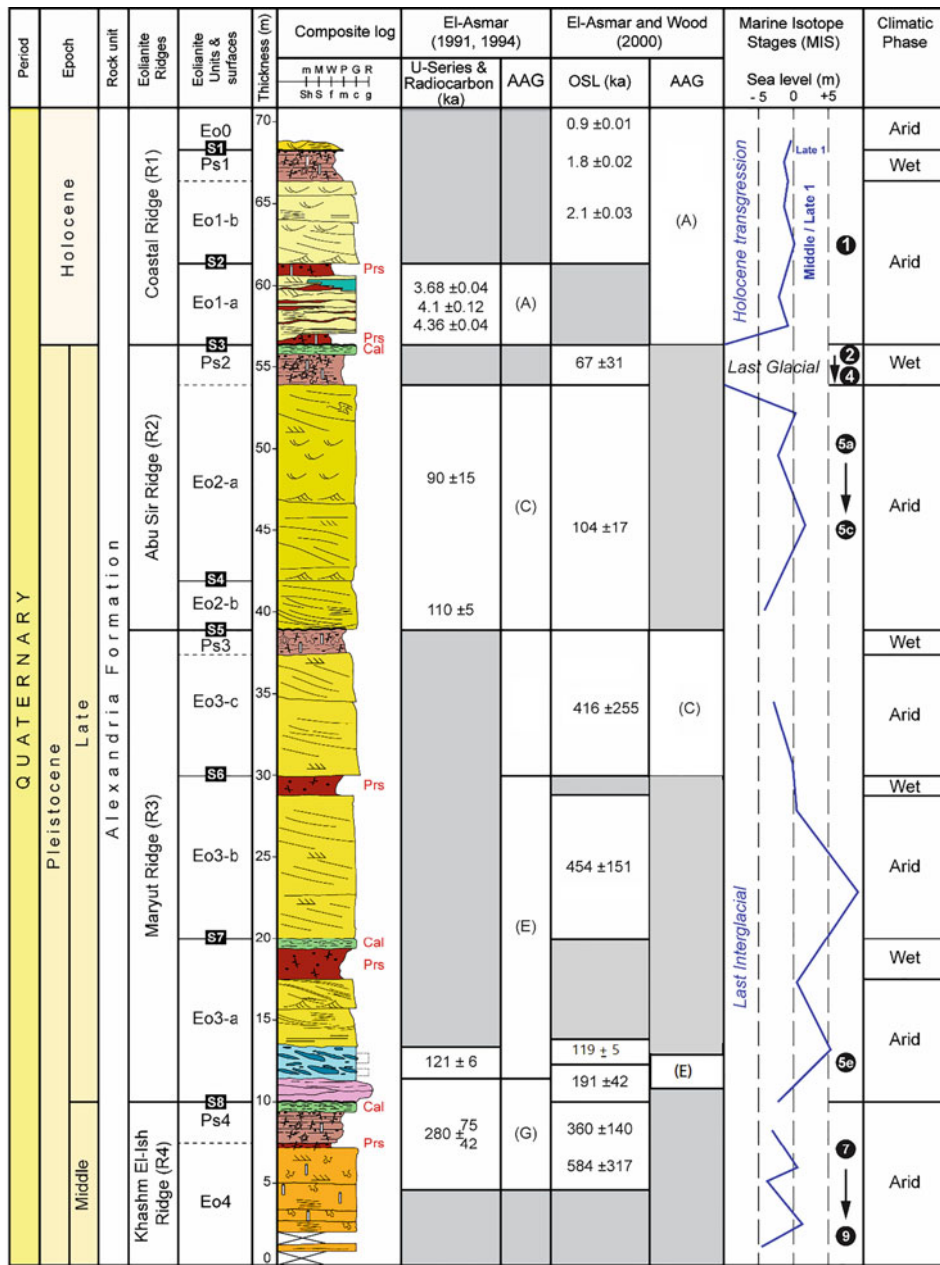 Period
Epoch
Rock unit
Eolianite Ridges
Eolianite Units & surfaces
Thickness (m)
Composite log
m M W P G R
Sh S f m c g
El-Asmar (1991, 1994)
U-Series & Radiocarbon (ka)
AAG
El-Asmar and Wood (2000)
OSL (ka)
AAG
Marine Isotope Stages (MIS)
Sea level (m)
- 5 0 +5
Climatic Phase
QUATERNARY
Holocene
Pleistocene
Late
Middle
Alexandria Formation
Coastal Ridge (R1)
Abu Sir Ridge (R2)
Maryut Ridge (R3)
Khashm El-Ish Ridge (R4)
Eo0
S1
Ps1
Eo1-b
S2
Eo1-a
S3
Ps2
Eo2-a
S4
Eo2-b
S5
Ps3
Eo3-c
S6
Eo3-b
S7
Eo3-a
S8
Ps4
Eo4
70
65
60
55
50
45
40
35
30
25
20
15
10
5
0
Prs
Prs
Cal
Prs
Cal
Prs
Cal
Prs
3.68 ±0.04
4.1 ±0.12
4.36 ±0.04
90 ±15
110 ±5
121 ± 6
280 ± 75
42
(A)
(C)
(E)
(G)
0.9 ±0.01
1.8 ±0.02
2.1 ±0.03
67 ±31
104 ±17
416 ±255
454 ±151
119 ± 5
191 ±42
360 ±140
584 ±317
(A)
(C)
(E)
Holocene transgression
Late 1
Middle / Late 1
1
Last Glacial
2
4
5a
5c
Last Interglacial
5e
7
9
Arid
Wet
Arid
Wet
Arid
Wet
Arid
Wet
Arid
Wet
Arid
Arid